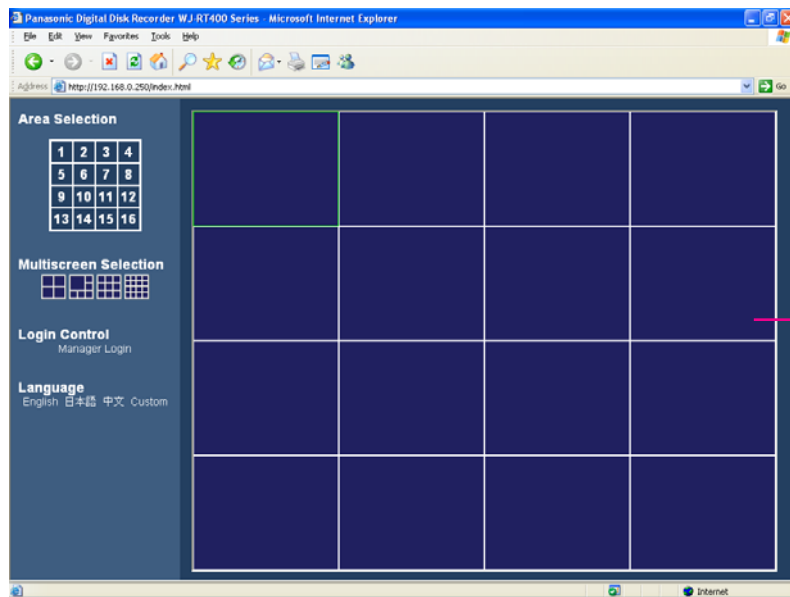 Panasonic Digital Disk Recorder WJ-RT400 Series - Microsoft Internet Explorer
File Edit View Favorites Tools Help
Address http://192.168.0.250/index.html Go
Area Selection
1 2 3 4
5 6 7 8
9 10 11 12
13 14 15 16
Multiscreen Selection
Login Control
Manager Login
Language
English 日本語 中文 Custom
Internet